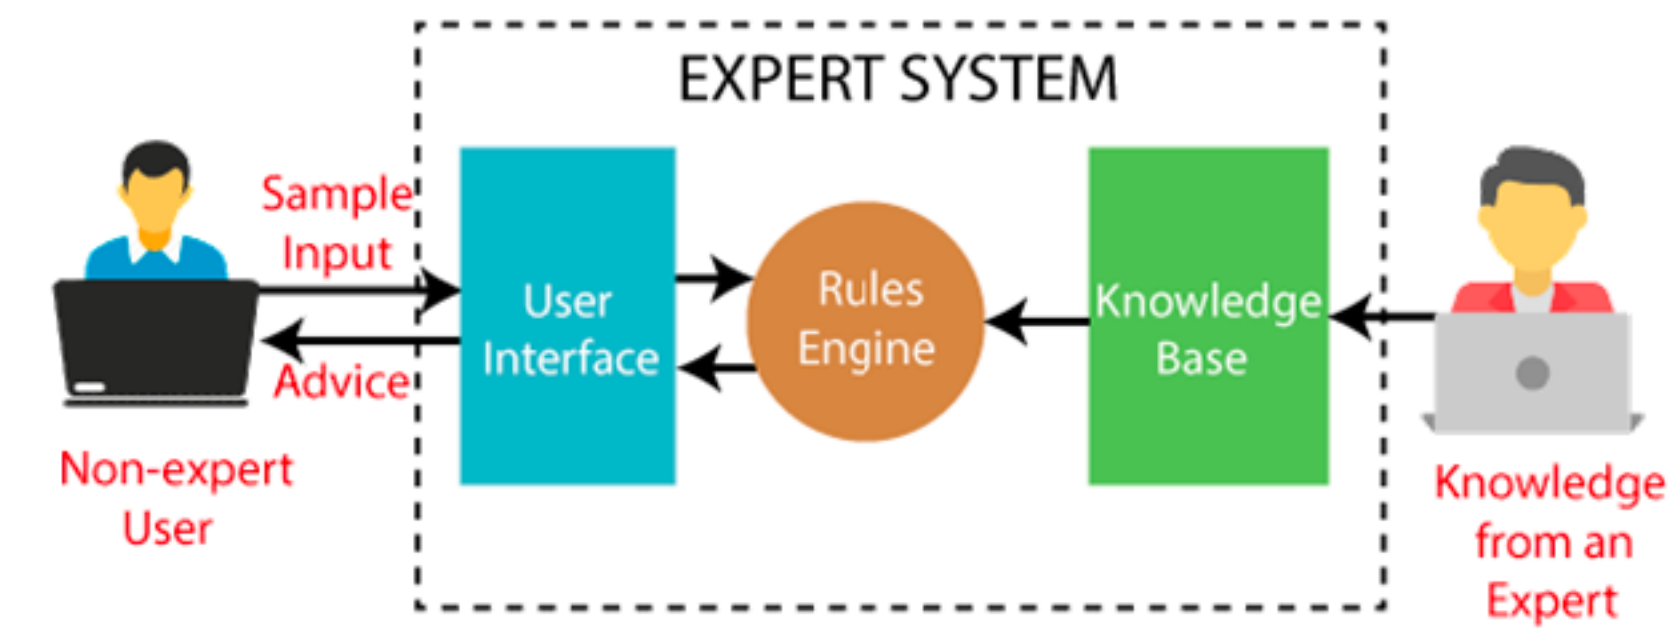 EXPERT SYSTEM
Sample
Input
Advice
Non-expert
User
User
Interface
Rules
Engine
Knowledge
Base
Knowledge
from an
Expert